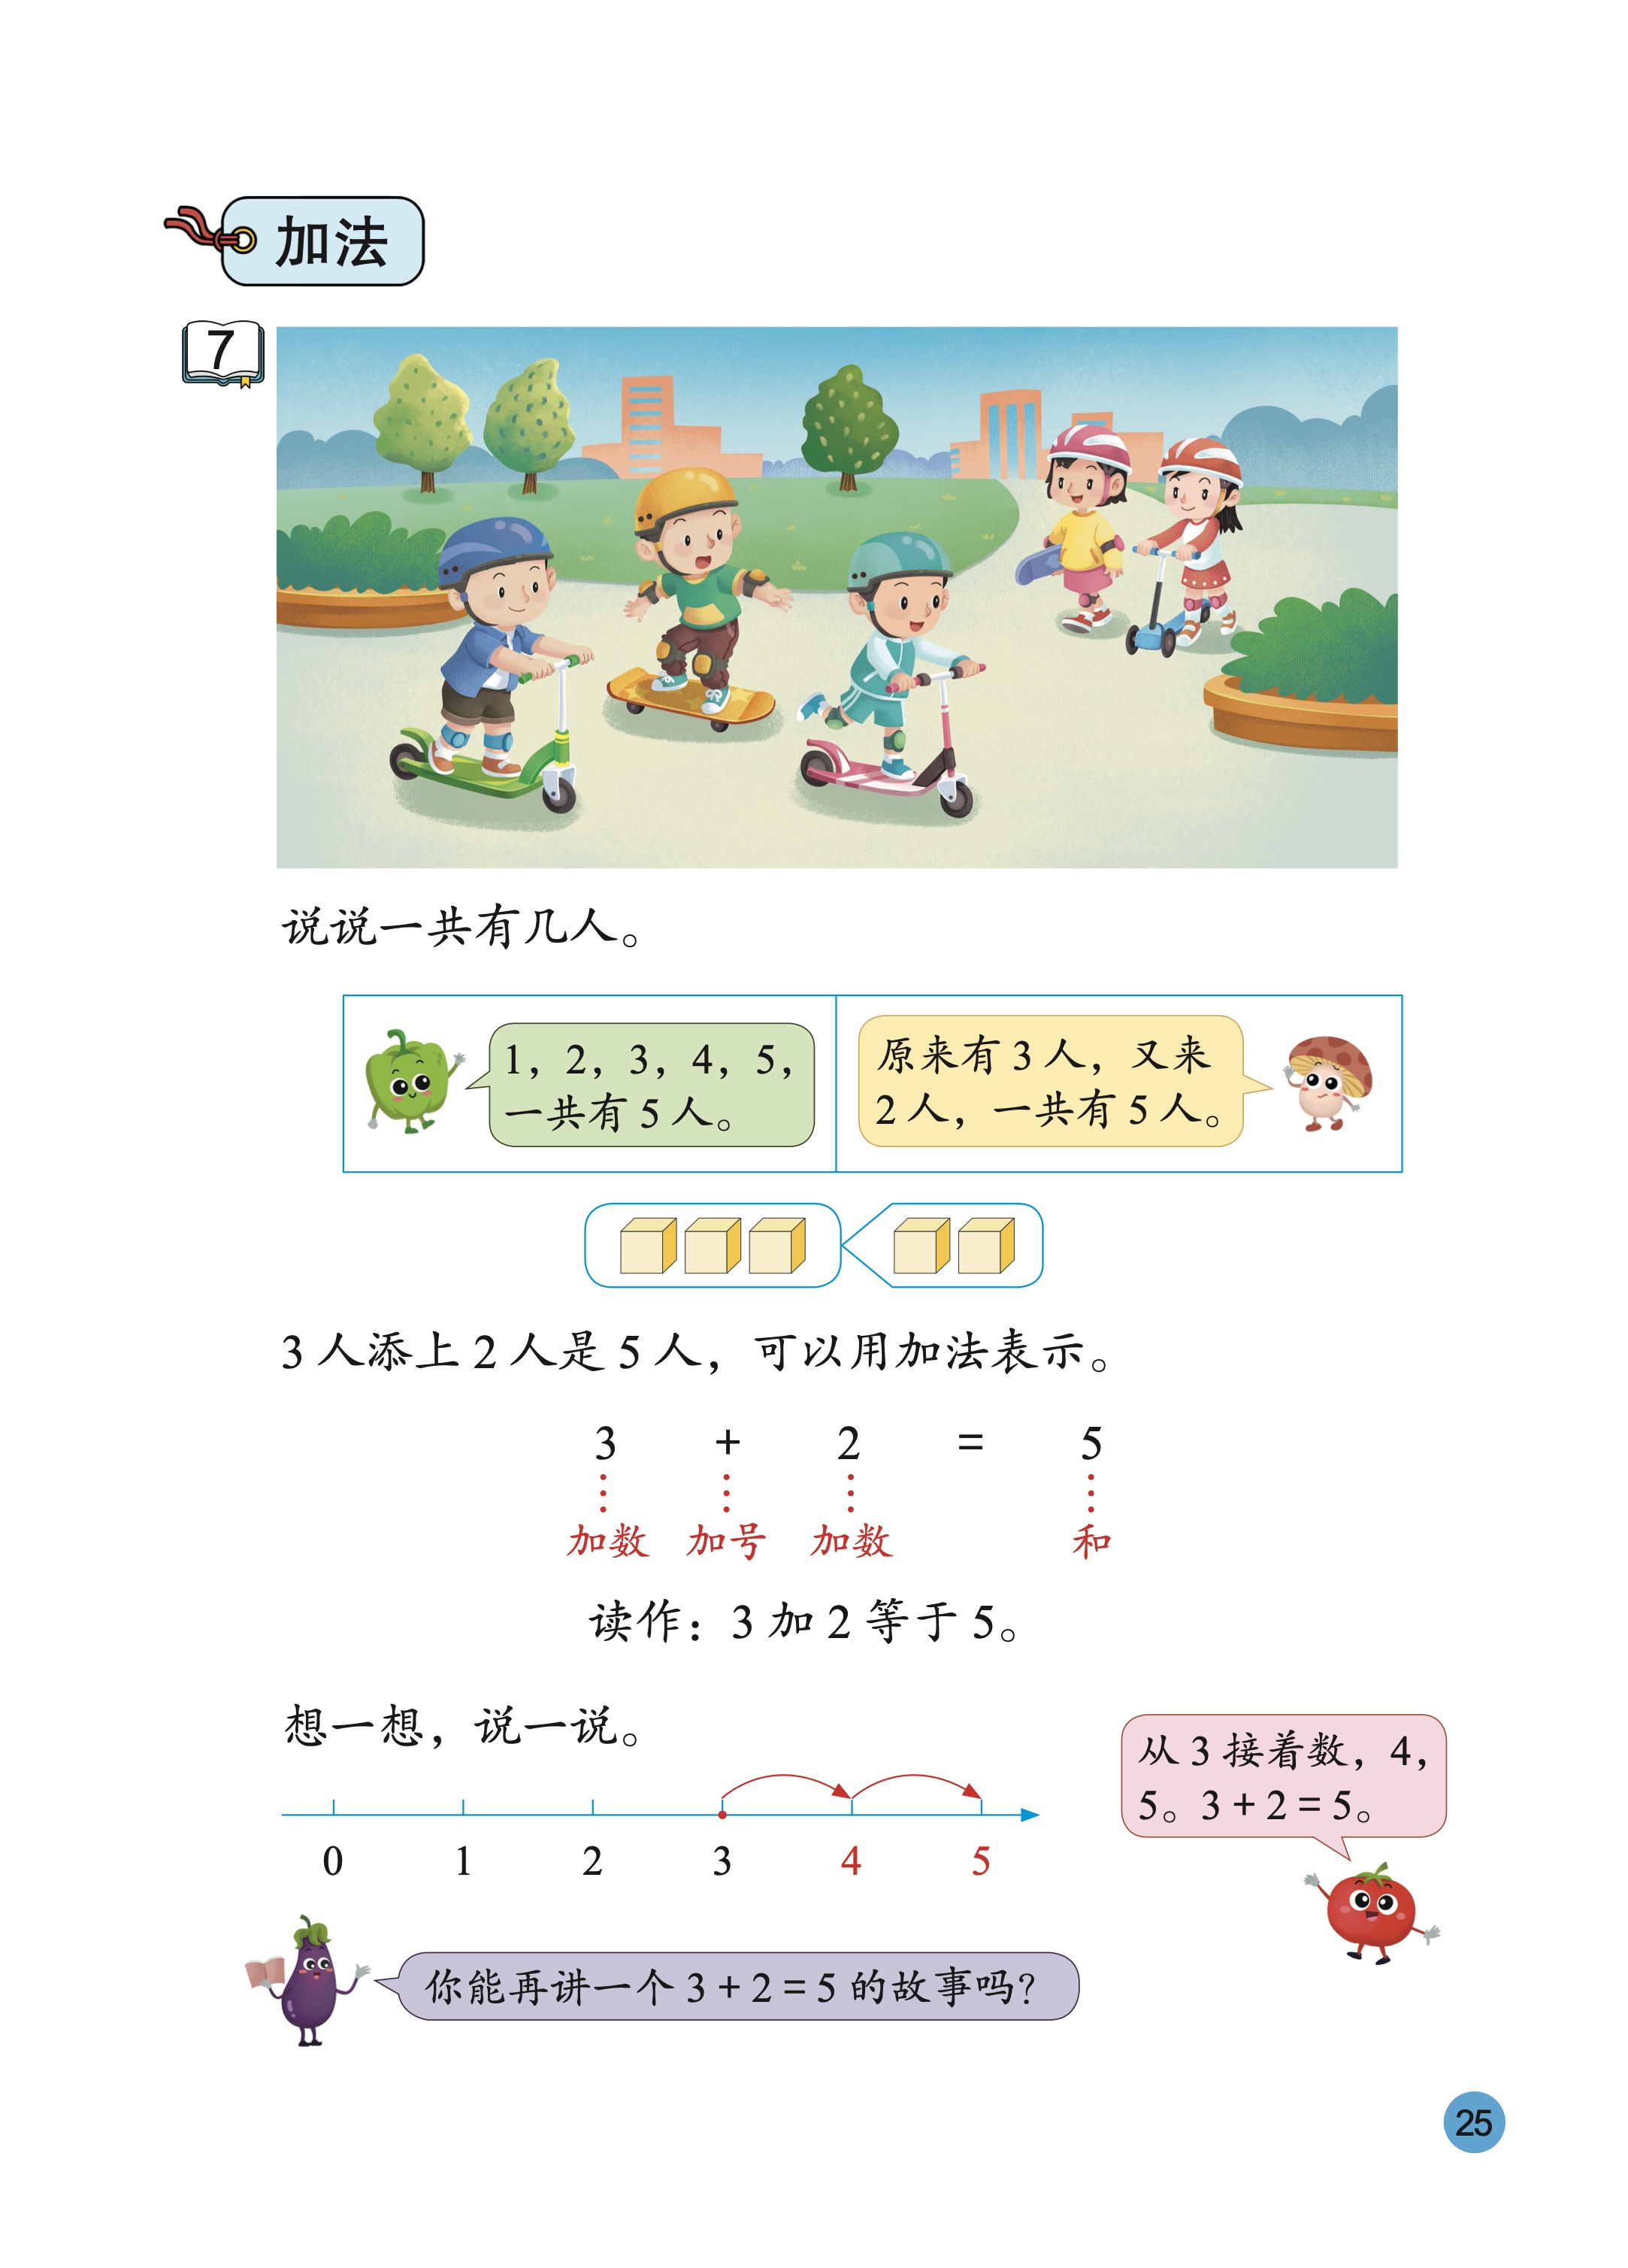 加法
7
说说一共有几人。
1，2，3，4，5，
一共有 5 人。
原来有 3 人，又来
2 人，一共有 5 人。
3 人添上 2 人是 5 人，可以用加法表示。
3 + 2 = 5
加数 加号 加数 和
读作：3 加 2 等于 5。
想一想，说一说。
从 3 接着数，4，
5。3 + 2 = 5。
0 1 2 3 4 5
你能再讲一个 3 + 2 = 5 的故事吗？
25